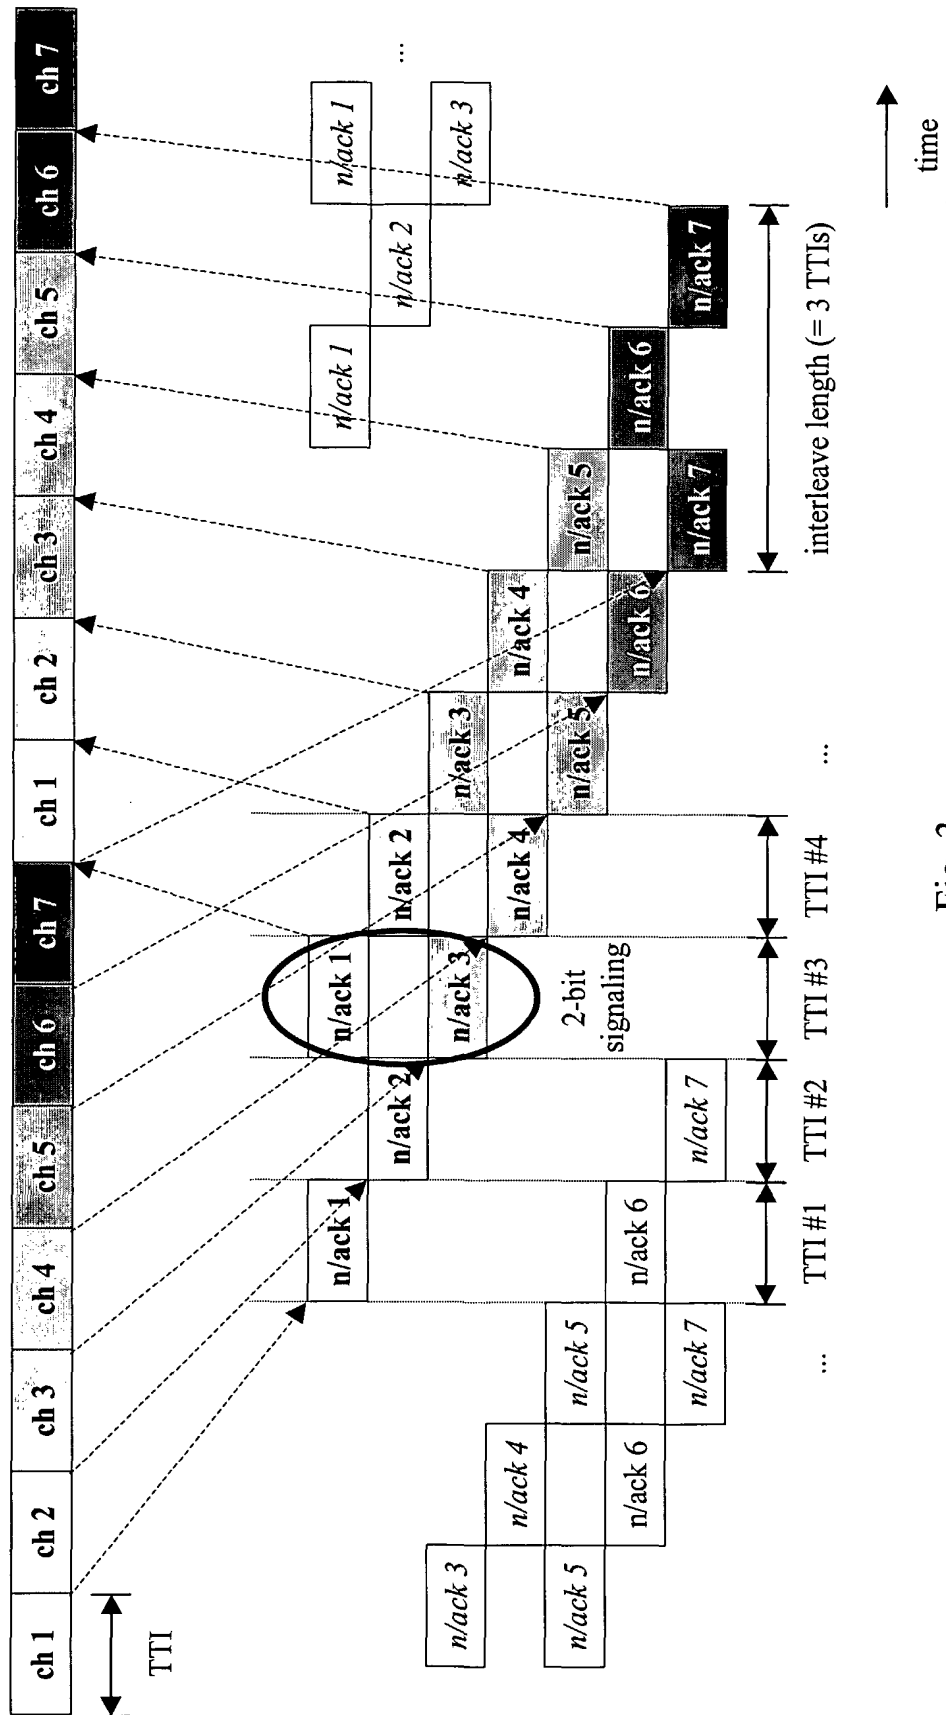 ch 1 ch 2 ch 3 ch 4 ch 5 ch 6 ch 7 ch 1 ch 2 ch 3 ch 4 ch 5 ch 6 ch 7
TTI
n/ack 1 n/ack 1 n/ack 1 n/ack 1
n/ack 2 n/ack 2 n/ack 2 ...
n/ack 3 n/ack 3 n/ack 3 n/ack 3
n/ack 4 n/ack 4 n/ack 4
n/ack 5 n/ack 5 n/ack 5 n/ack 5
2-bit
signaling
n/ack 6 n/ack 6 n/ack 6 n/ack 6
n/ack 7 n/ack 7 n/ack 7 n/ack 7
... TTI #1 TTI #2 TTI #3 TTI #4 ... interleave length (= 3 TTIs)
time
Fig.